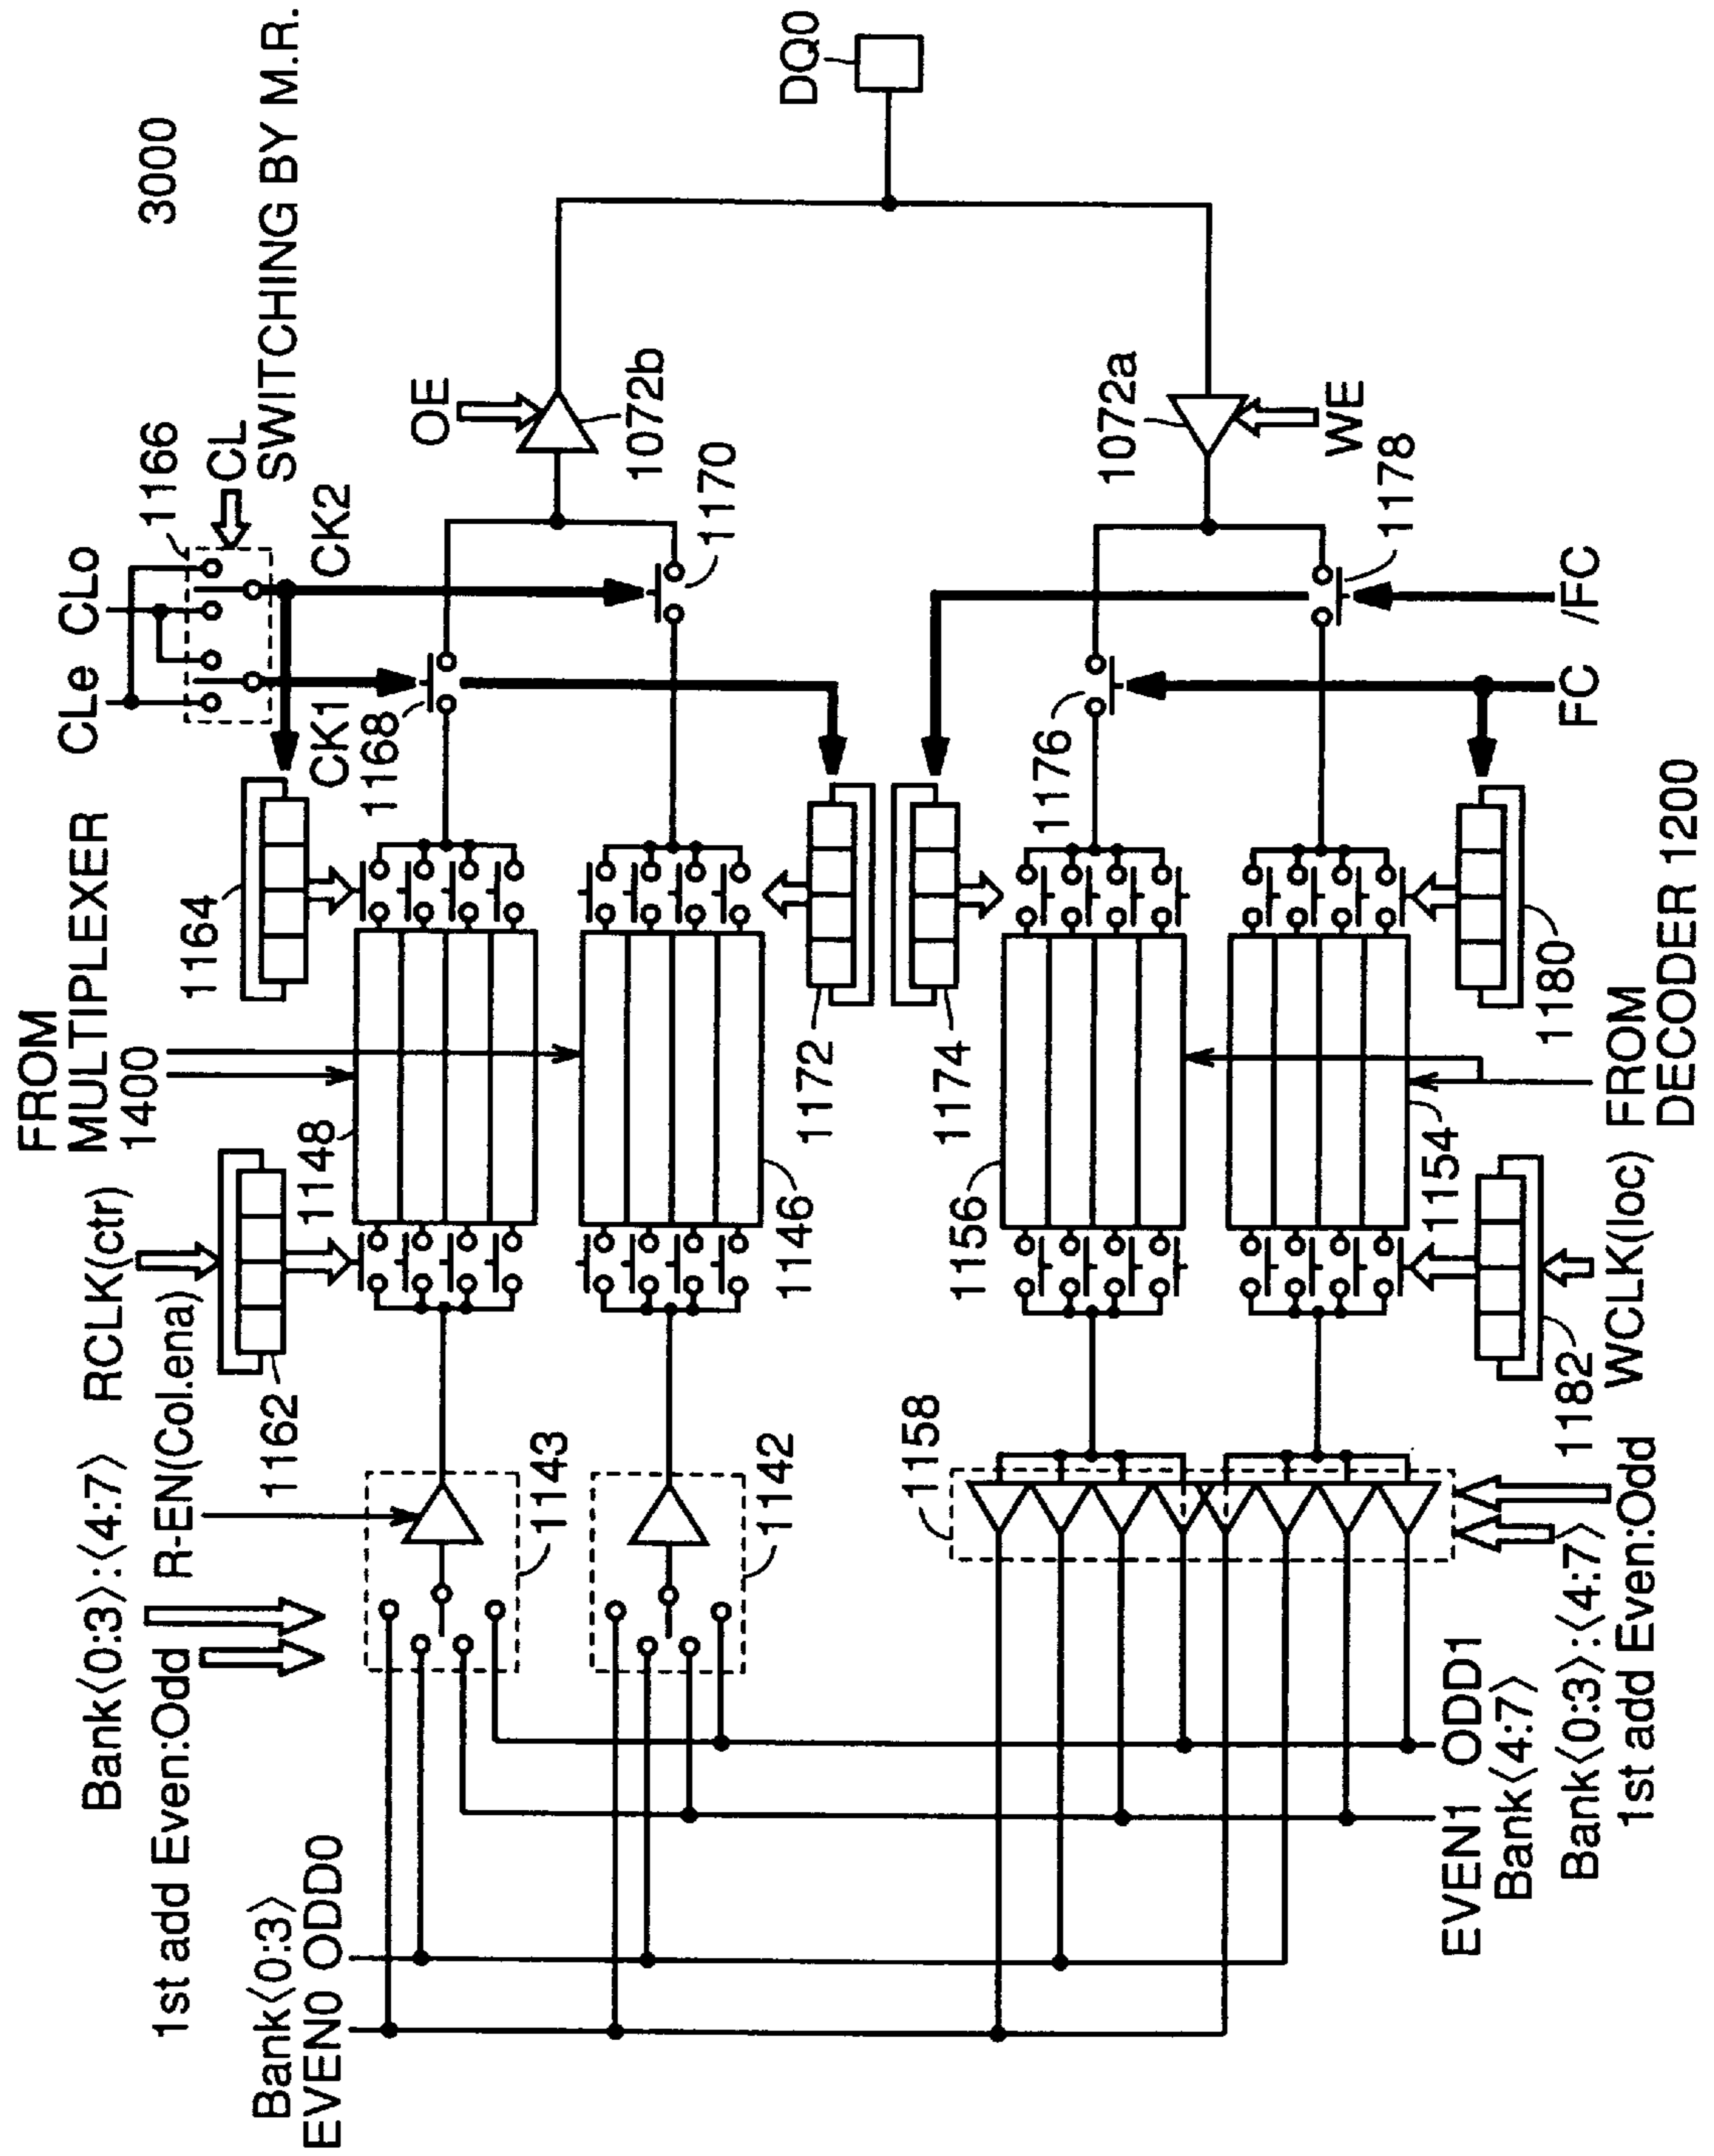 3000
CLe CLo
1166
CL
SWITCHING BY M.R.
CK1
CK2
FROM
MULTIPLEXER
1400
1164
1168
OE
1072b
1170
DQ0
Bank〈0:3〉:〈4:7〉
1st add Even:Odd
RCLK(ctr)
R-EN(Col.ena)
1162
1148
1143
1142
1146
1172
1174
Bank〈0:3〉
EVEN0 ODD0
1158
1156
1176
1072a
WE
1178
1154
1180
1182
EVEN1 ODD1
Bank〈4:7〉
Bank〈0:3〉:〈4:7〉
1st add Even:Odd
WCLK(loc)
FROM
DECODER 1200
FC
/FC